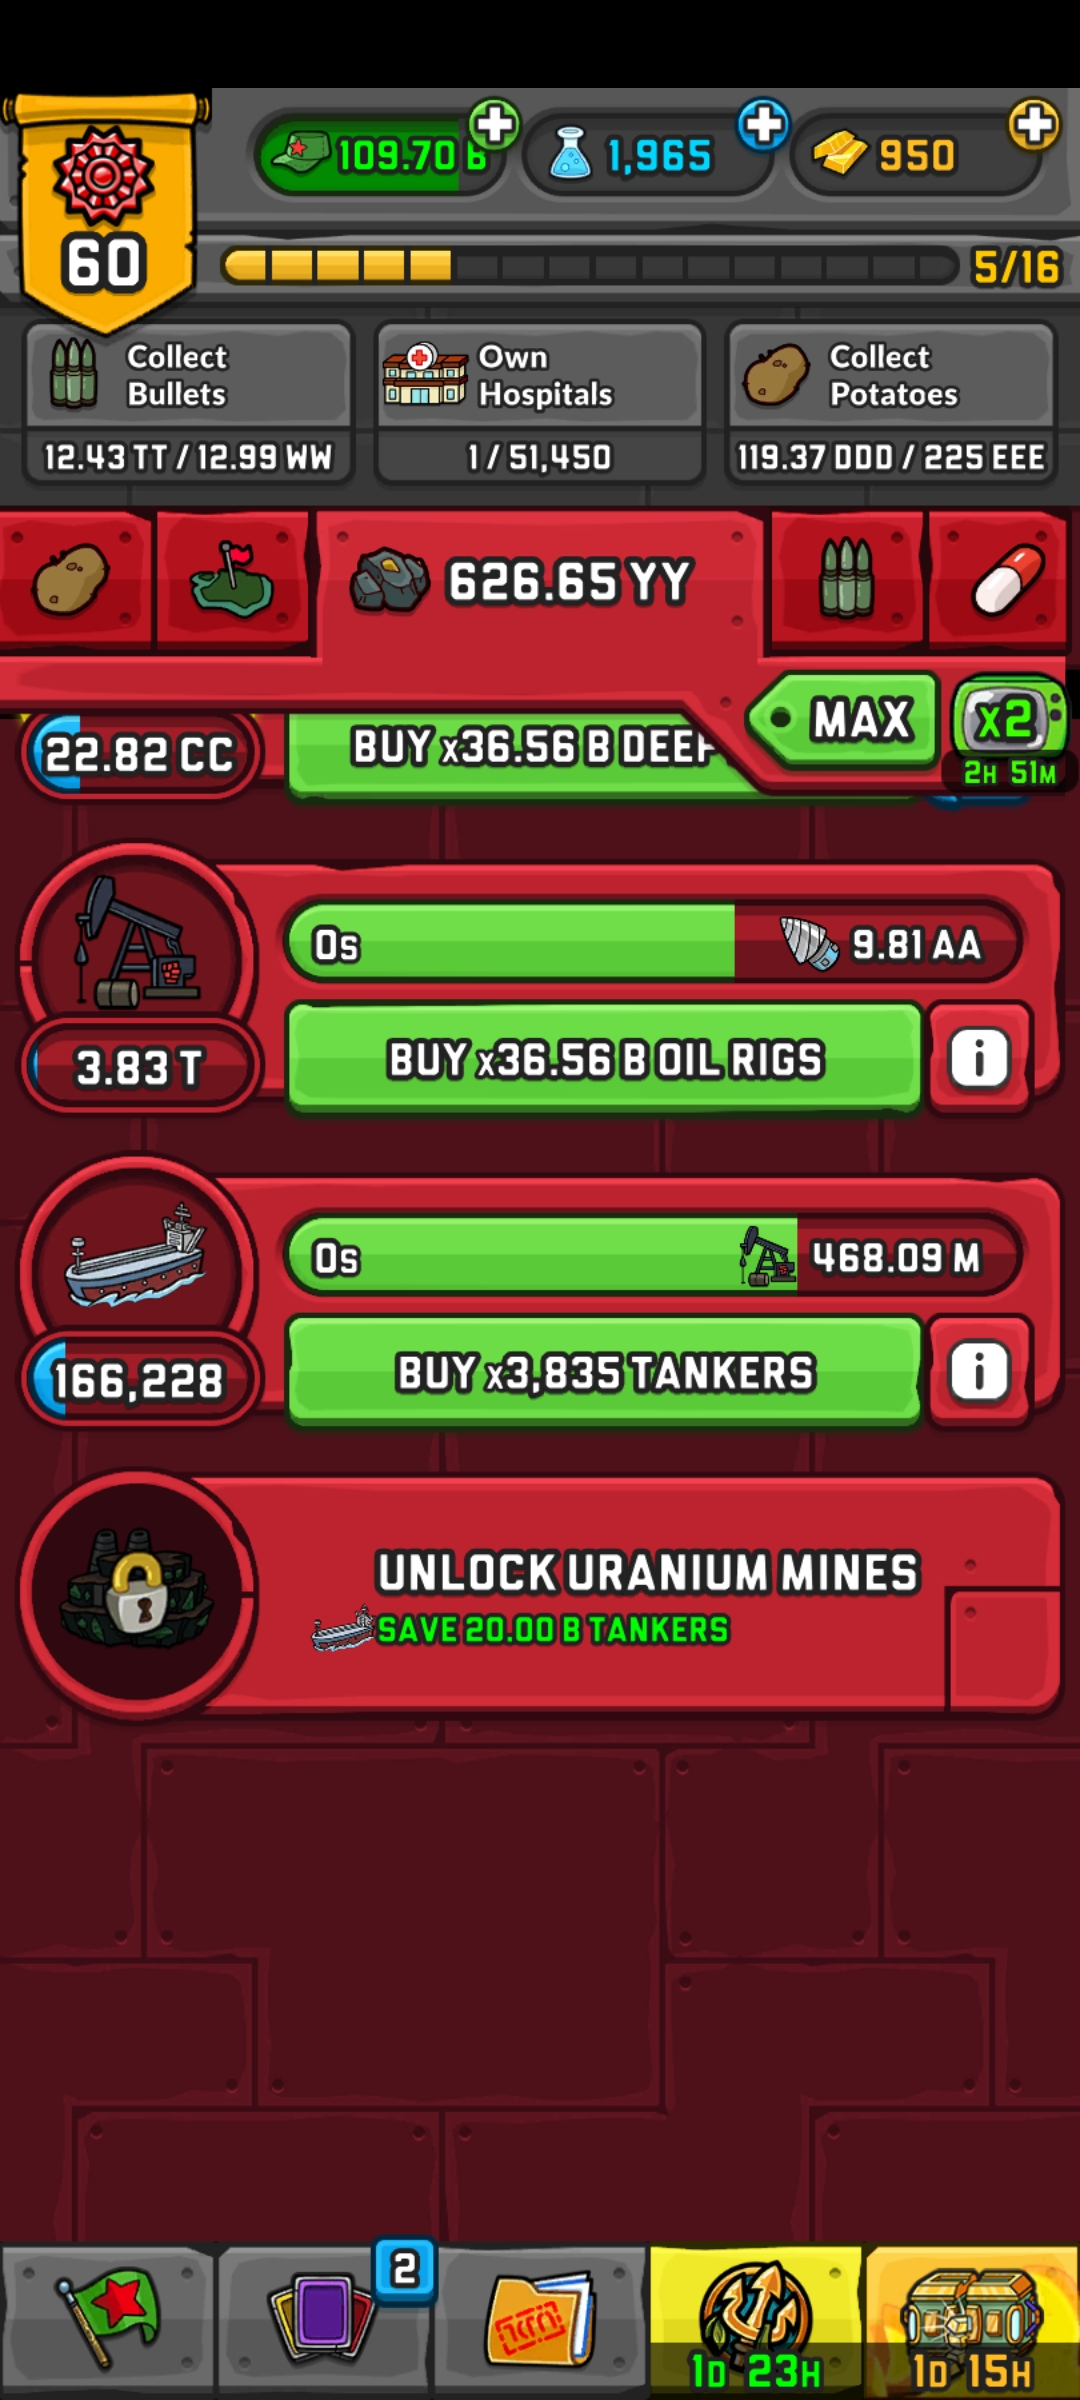 109.70 B
1,965
950
60
5/16
Collect
Bullets
Own
Hospitals
Collect
Potatoes
12.43 TT / 12.99 WW
1 / 51,450
119.37 DDD / 225 EEE
626.65 YY
MAX
x2
2H 51M
22.82 CC
BUY x36.56 B DEEP
0s
9.81 AA
3.83 T
BUY x36.56 B OIL RIGS
i
0s
468.09 M
166,228
BUY x3,835 TANKERS
i
UNLOCK URANIUM MINES
SAVE 20.00 B TANKERS
2
1D 23H
1D 15H